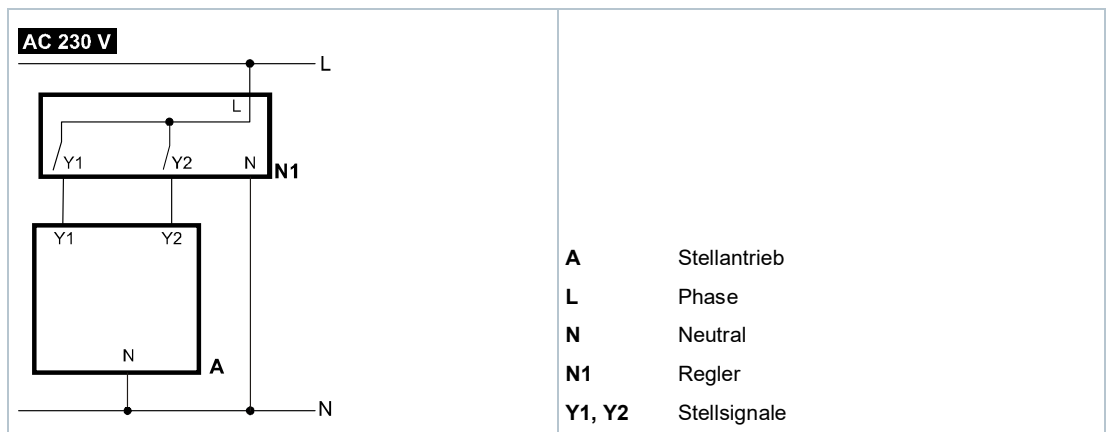 AC 230 V
L
L
Y1 Y2 N
N1
Y1 Y2
N
A
N
A Stellantrieb
L Phase
N Neutral
N1 Regler
Y1, Y2 Stellsignale